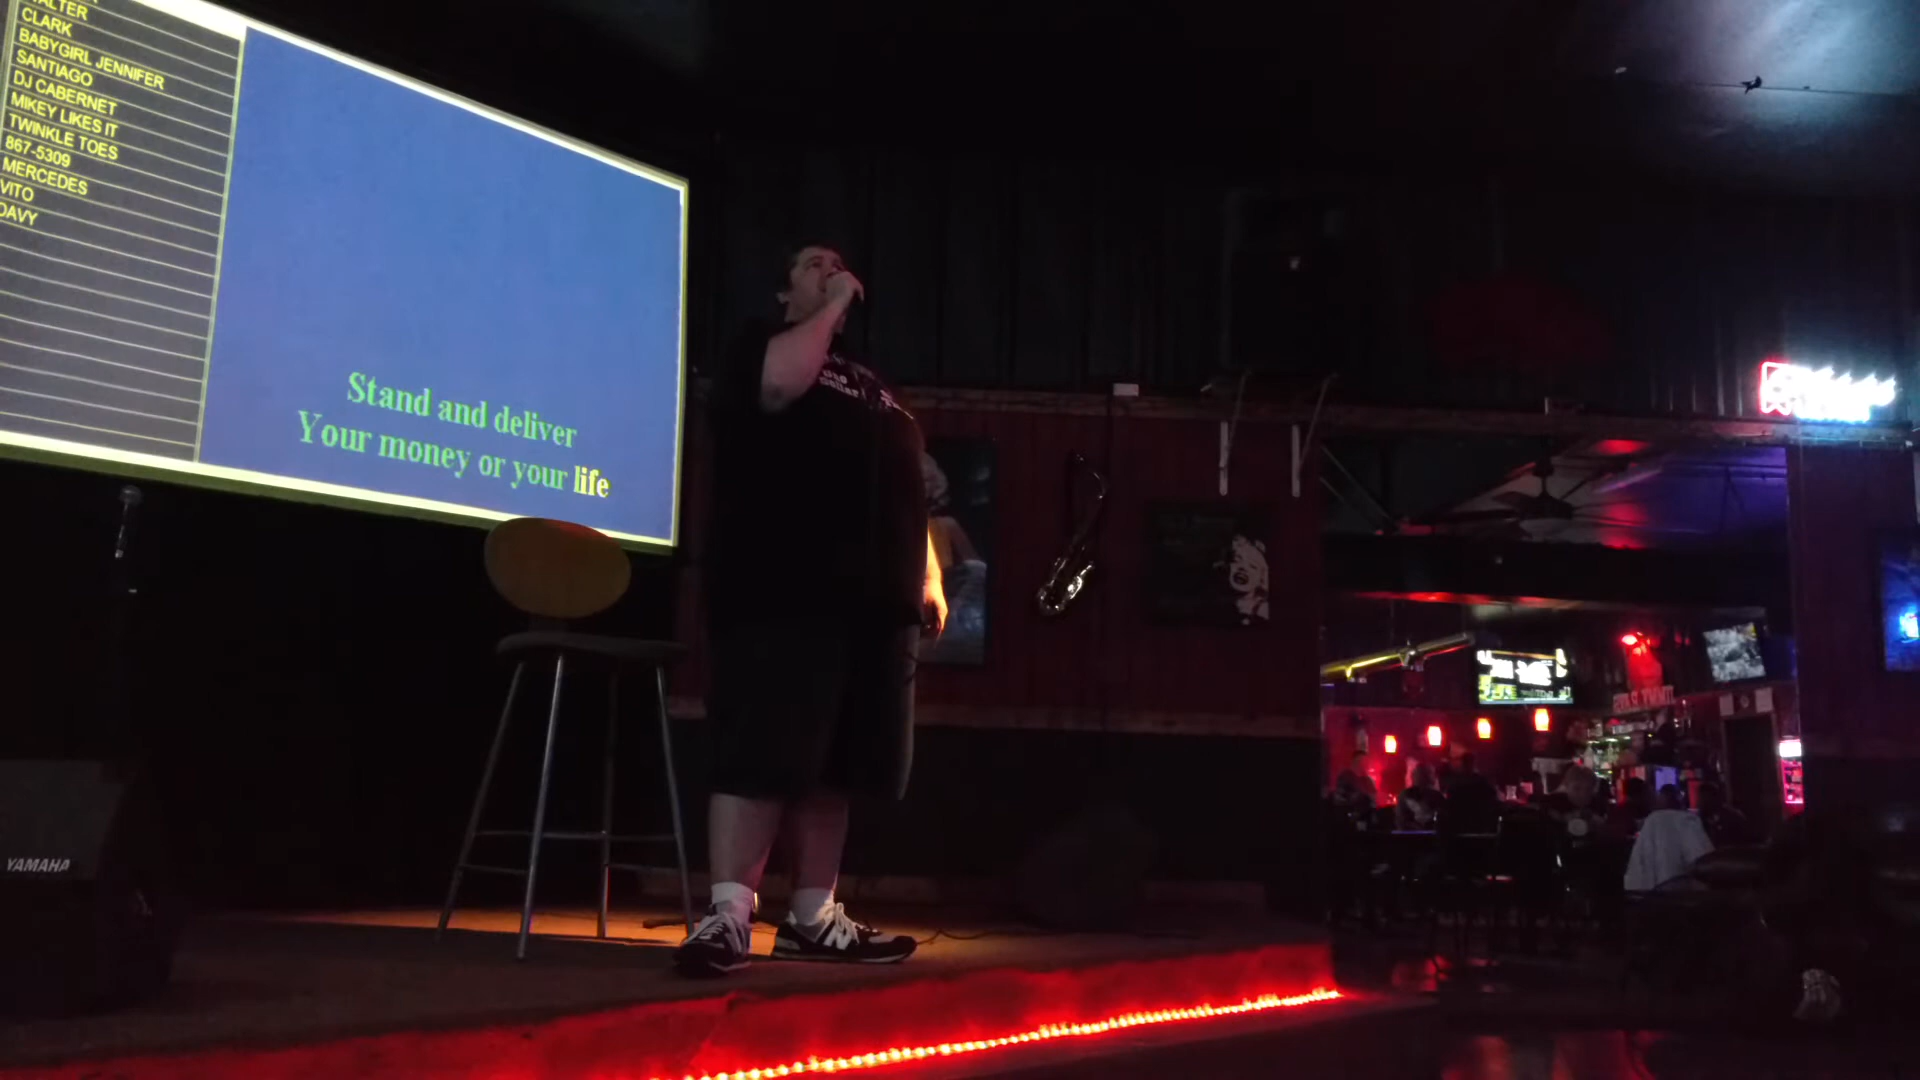 CLARK
BABYGIRL JENNIFER
SANTIAGO
DJ CABERNET
MIKEY LIKES IT
TWINKLE TOES
867-5309
MERCEDES
VITO
DAVY
Stand and deliver
Your money or your life
YAMAHA
N